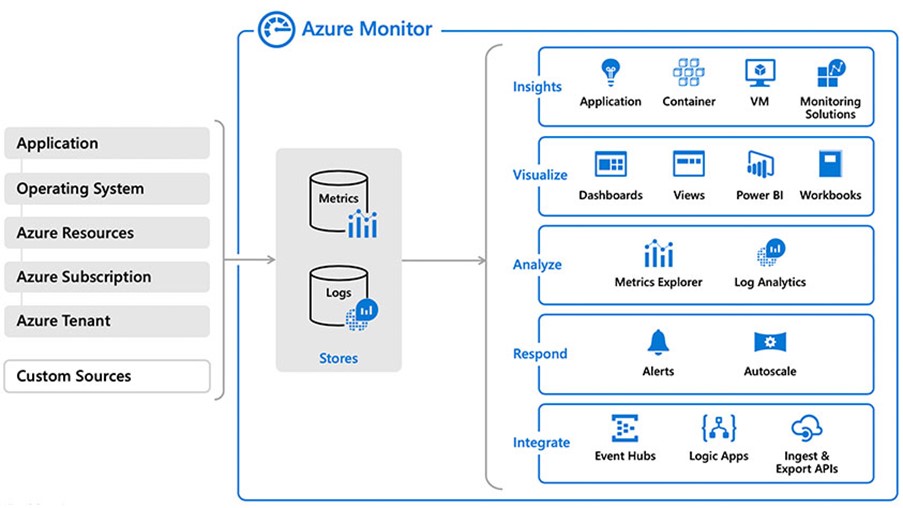 Azure Monitor
Application
Operating System
Azure Resources
Azure Subscription
Azure Tenant
Custom Sources
Metrics
Logs
Stores
Insights
Application
Container
VM
Monitoring
Solutions
Visualize
Dashboards
Views
Power BI
Workbooks
Analyze
Metrics Explorer
Log Analytics
Respond
Alerts
Autoscale
Integrate
Event Hubs
Logic Apps
Ingest &
Export APIs